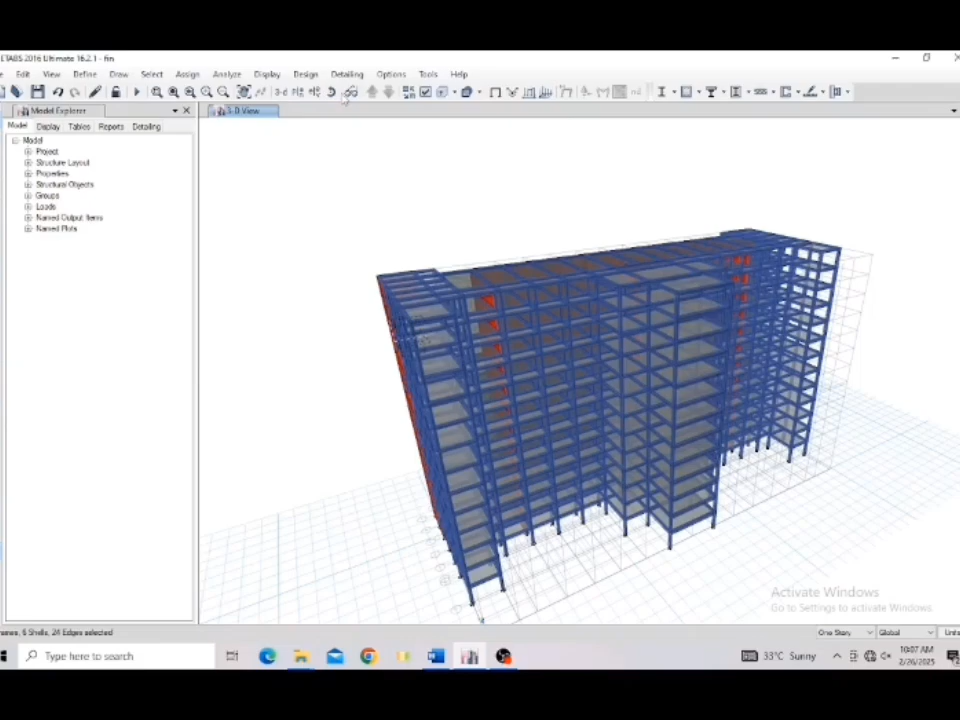 ETABS 2016 Ultimate 16.2.1 - fin
Edit View Define Draw Select Assign Analyze Display Design Detailing Options Tools Help
3-d
Model Explorer
3-D View
Model Display Tables Reports Detailing
Model
Project
Structure Layout
Properties
Structural Objects
Groups
Loads
Named Output Items
Named Plots
Activate Windows
Go to Settings to activate Windows
6 Shells, 24 Edges selected
One Story
Global
Units
Type here to search
33°C Sunny
10:07 AM
2/26/2025